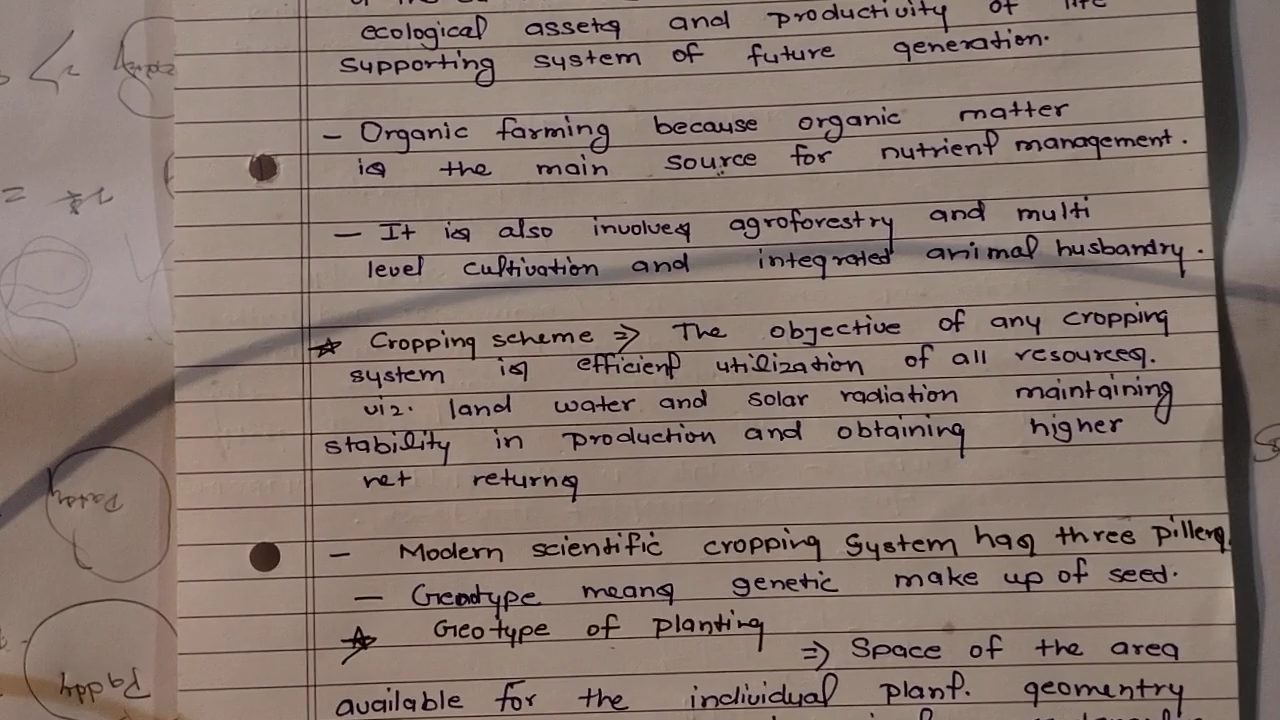 ecological assets and productivity of life
supporting system of future generation.
- Organic farming because organic matter
is the main source for nutrient management.
- It is also involves agroforestry and multi
level cultivation and integrated animal husbandry.
☆ Cropping scheme ⇒ The objective of any cropping
system is efficient utilization of all resources.
viz. land water and solar radiation maintaining
stability in production and obtaining higher
net returns
- Modern scientific cropping System has three pillers
- Geotype means genetic make up of seed.
☆ Geotype of planting
⇒ Space of the area
available for the individual plant. geomentry
Paddy
Paddy